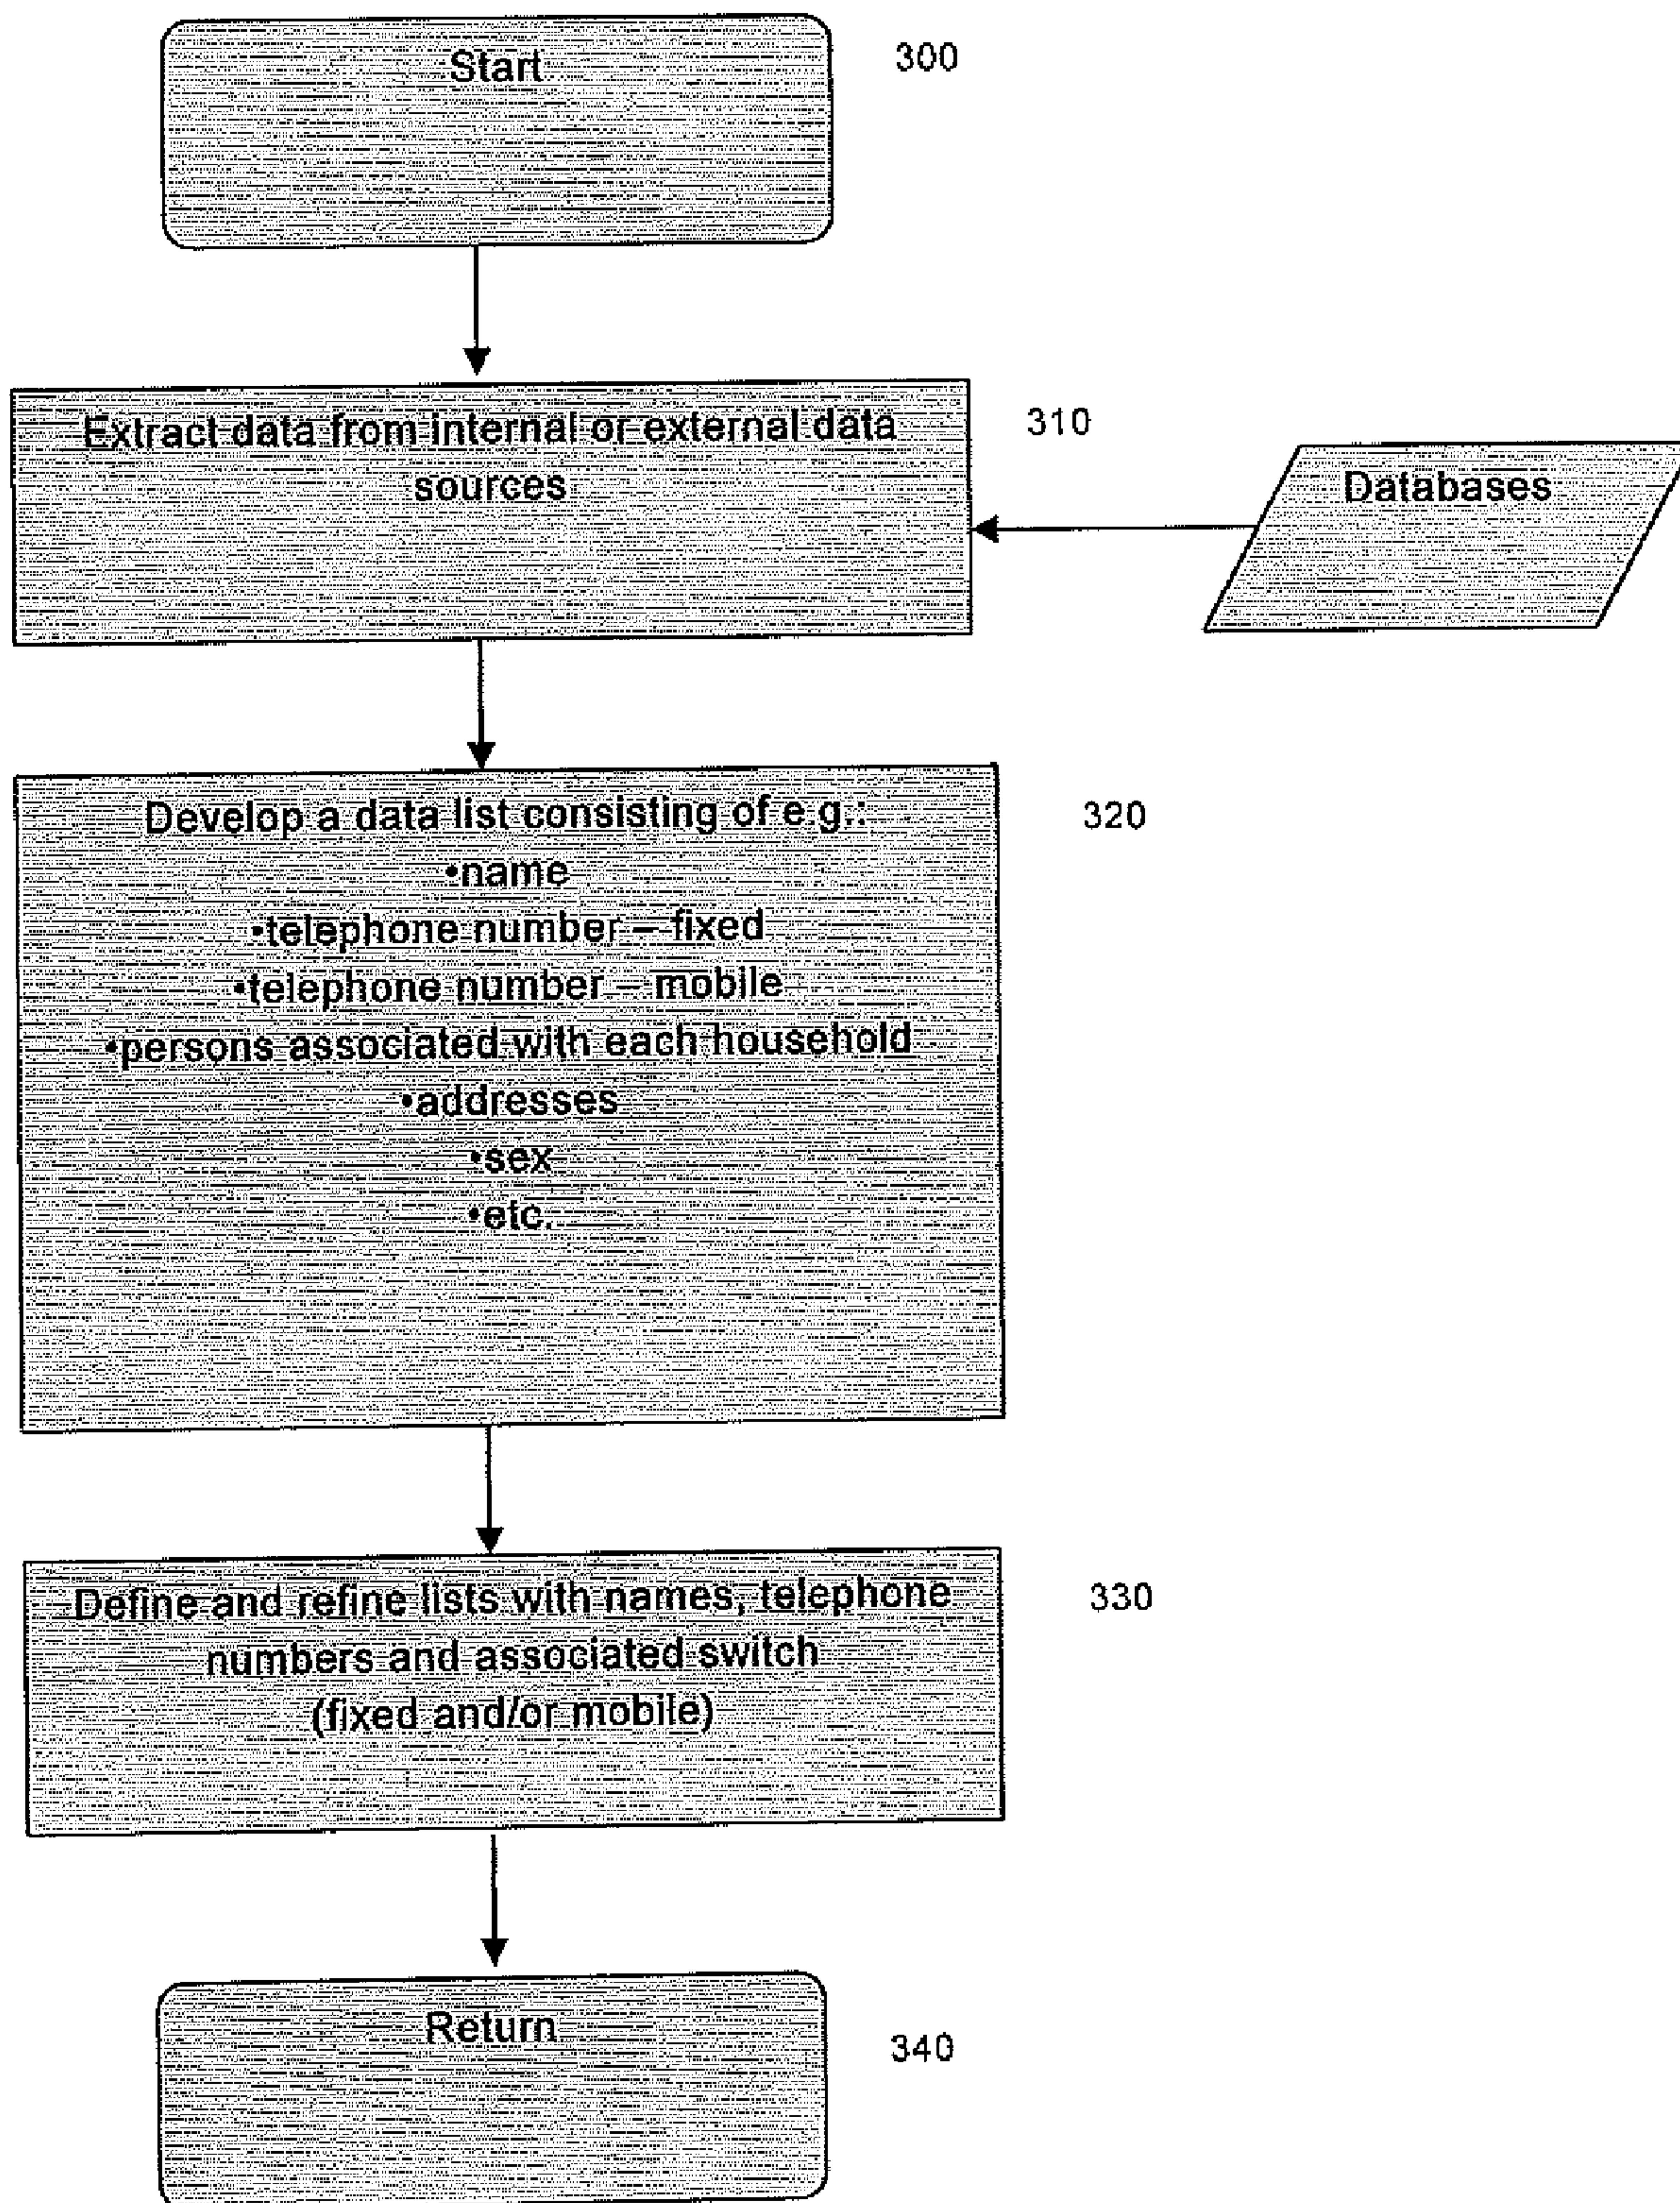 Start
300
Extract data from internal or external data
sources
310
Databases
Develop a data list consisting of e.g.:
•name
•telephone number – fixed
•telephone number – mobile
•persons associated with each household
•addresses
•sex
•etc.
320
Define and refine lists with names, telephone
numbers and associated switch
(fixed and/or mobile)
330
Return
340